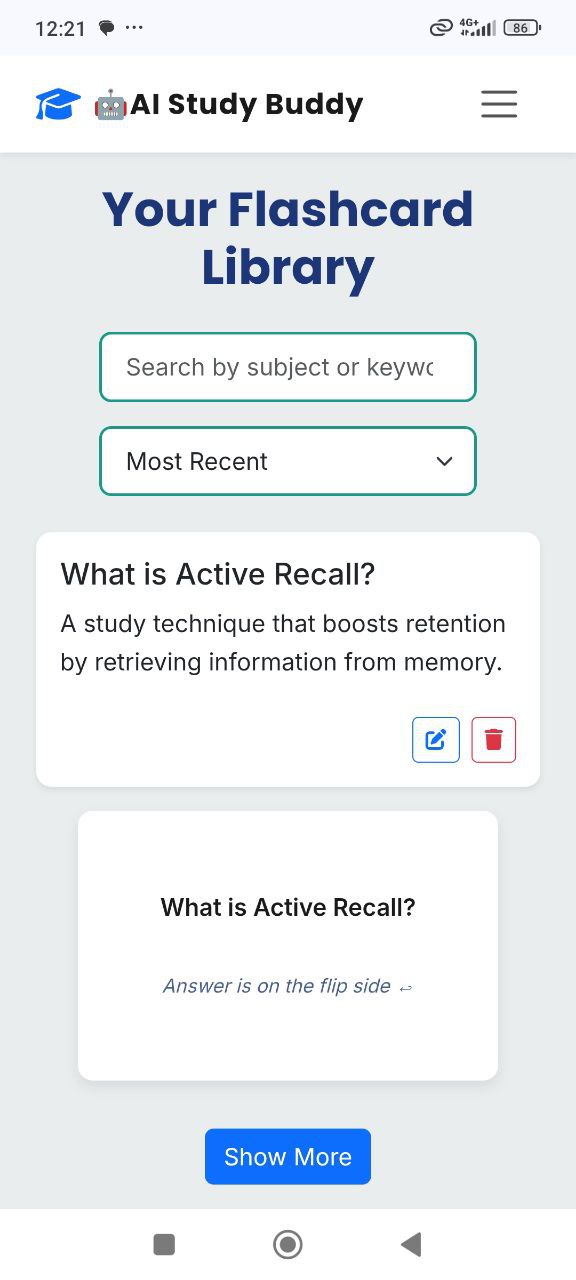 12:21 ... 4G+ 86
AI Study Buddy
Your Flashcard
Library
Search by subject or keywo
Most Recent
What is Active Recall?
A study technique that boosts retention
by retrieving information from memory.
What is Active Recall?
Answer is on the flip side ↩
Show More